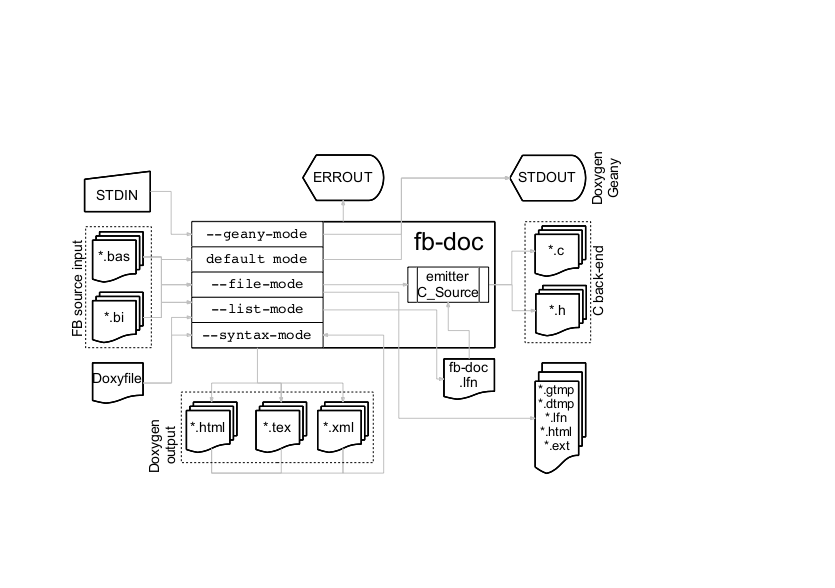 ERROUT
STDOUT
Doxygen
Geany
STDIN
FB source input
*.bas
*.bi
--geany-mode
default mode
--file-mode
--list-mode
--syntax-mode
fb-doc
emitter
C_Source
*.c
*.h
C back-end
Doxyfile
fb-doc
.lfn
*.gtmp
*.dtmp
*.lfn
*.html
*.ext
Doxygen
output
*.html
*.tex
*.xml